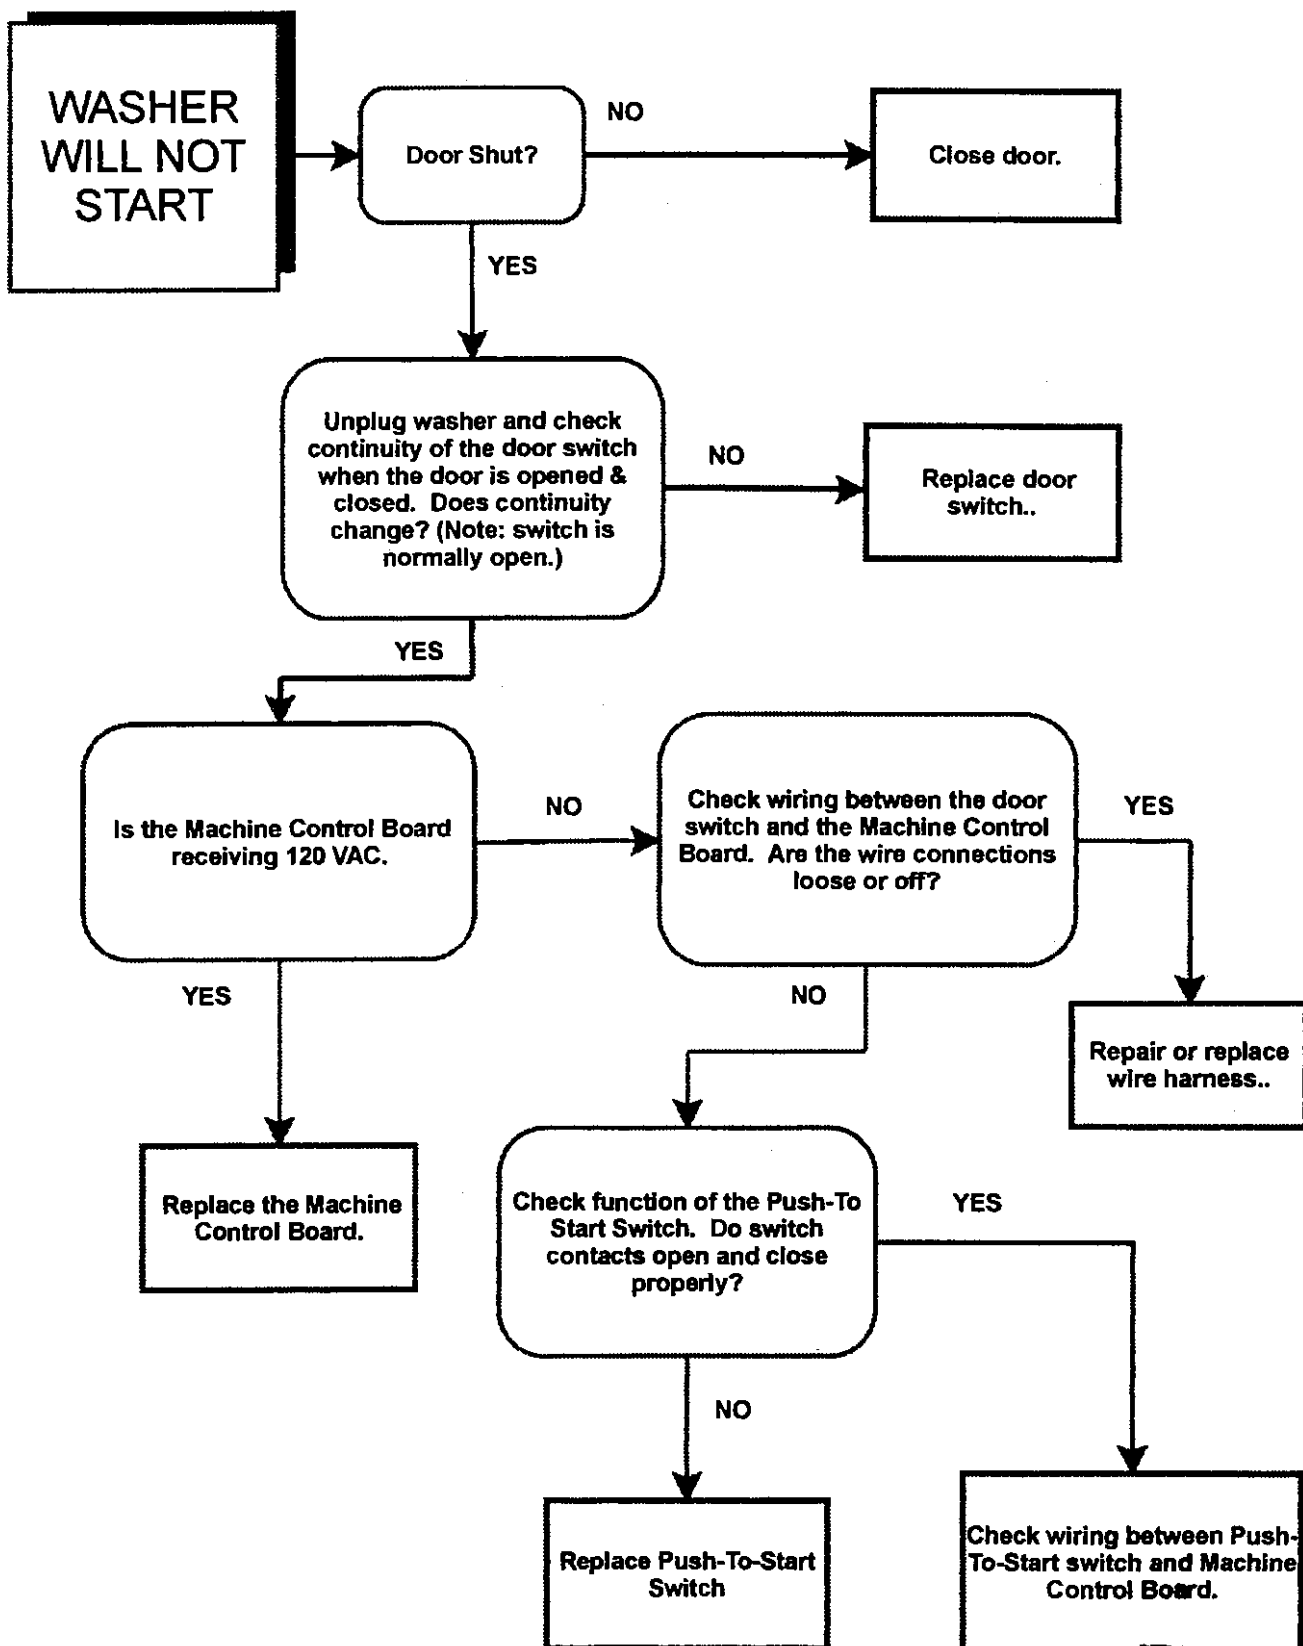 WASHER
WILL NOT
START
Door Shut?
NO
Close door.
YES
Unplug washer and check
continuity of the door switch
when the door is opened &
closed.  Does continuity
change? (Note: switch is
normally open.)
NO
Replace door
switch..
YES
Is the Machine Control Board
receiving 120 VAC.
NO
Check wiring between the door
switch and the Machine Control
Board.  Are the wire connections
loose or off?
YES
Repair or replace
wire harness..
YES
Replace the Machine
Control Board.
NO
Check function of the Push-To
Start Switch.  Do switch
contacts open and close
properly?
YES
Check wiring between Push-
To-Start switch and Machine
Control Board.
NO
Replace Push-To-Start
Switch